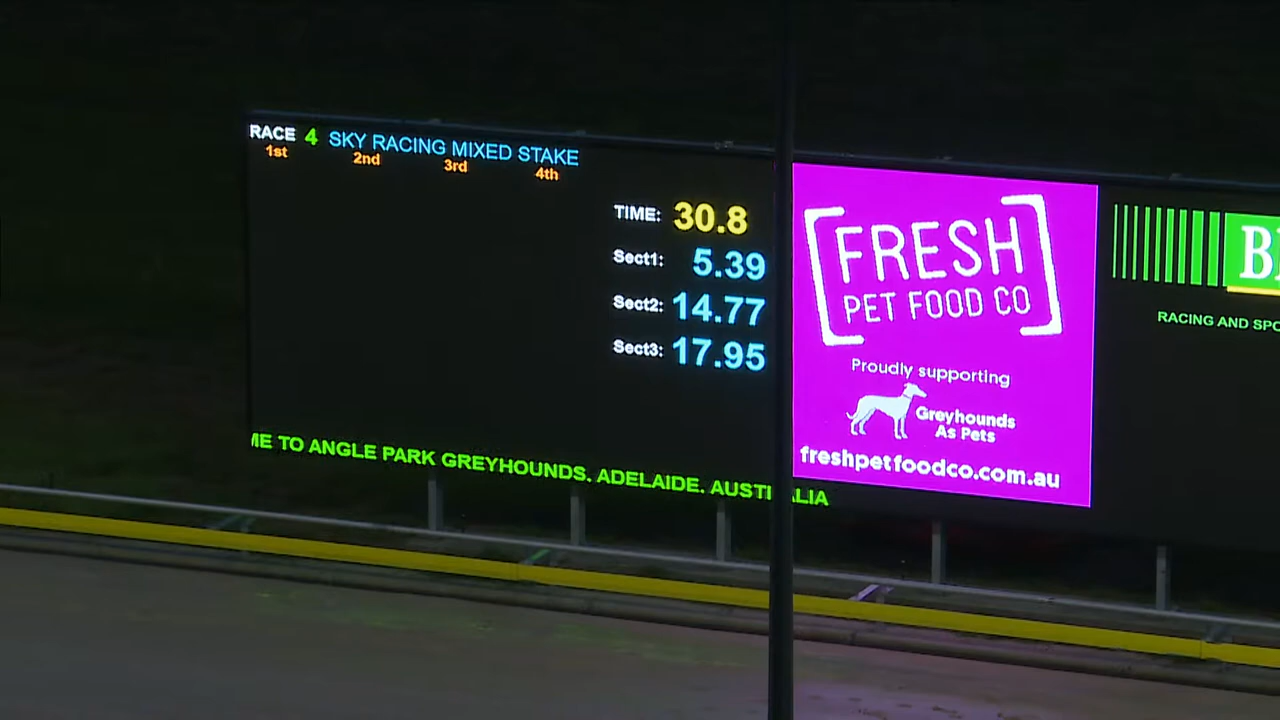 RACE 4 SKY RACING MIXED STAKE
1st 2nd 3rd 4th
TIME: 30.8
Sect1: 5.39
Sect2: 14.77
Sect3: 17.95
TO ANGLE PARK GREYHOUNDS. ADELAIDE. AUSTRALIA
FRESH
PET FOOD CO
Proudly supporting
Greyhounds
As Pets
freshpetfoodco.com.au
RACING AND